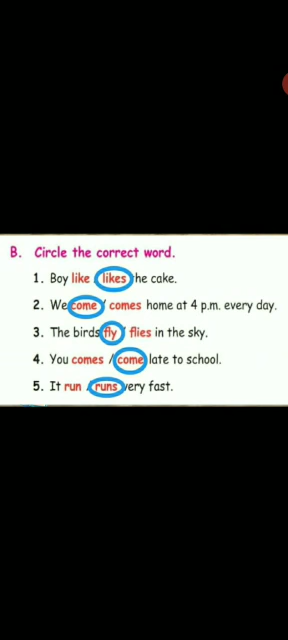 B. Circle the correct word.
1. Boy like / likes the cake.
2. We come / comes home at 4 p.m. every day.
3. The birds fly / flies in the sky.
4. You comes / come late to school.
5. It run / runs very fast.